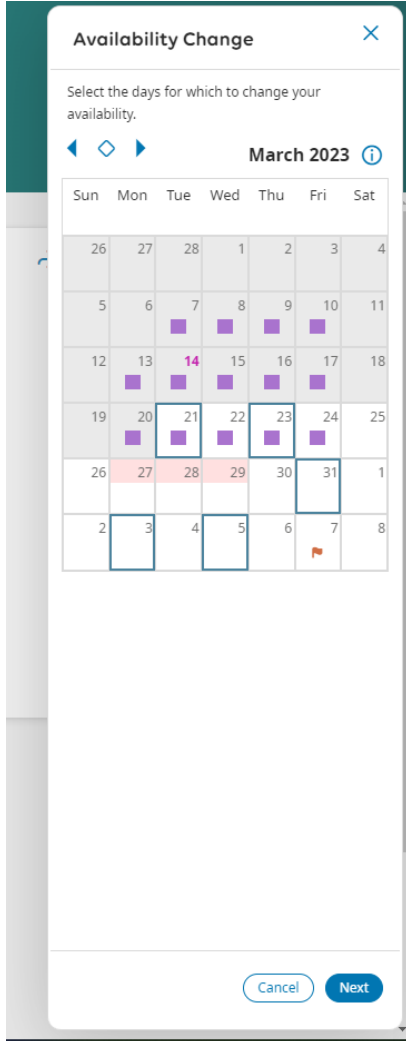 Availability Change
Select the days for which to change your
availability.
March 2023
Sun Mon Tue Wed Thu Fri Sat
26 27 28 1 2 3 4
5 6 7 8 9 10 11
12 13 14 15 16 17 18
19 20 21 22 23 24 25
26 27 28 29 30 31 1
2 3 4 5 6 7 8
Cancel Next